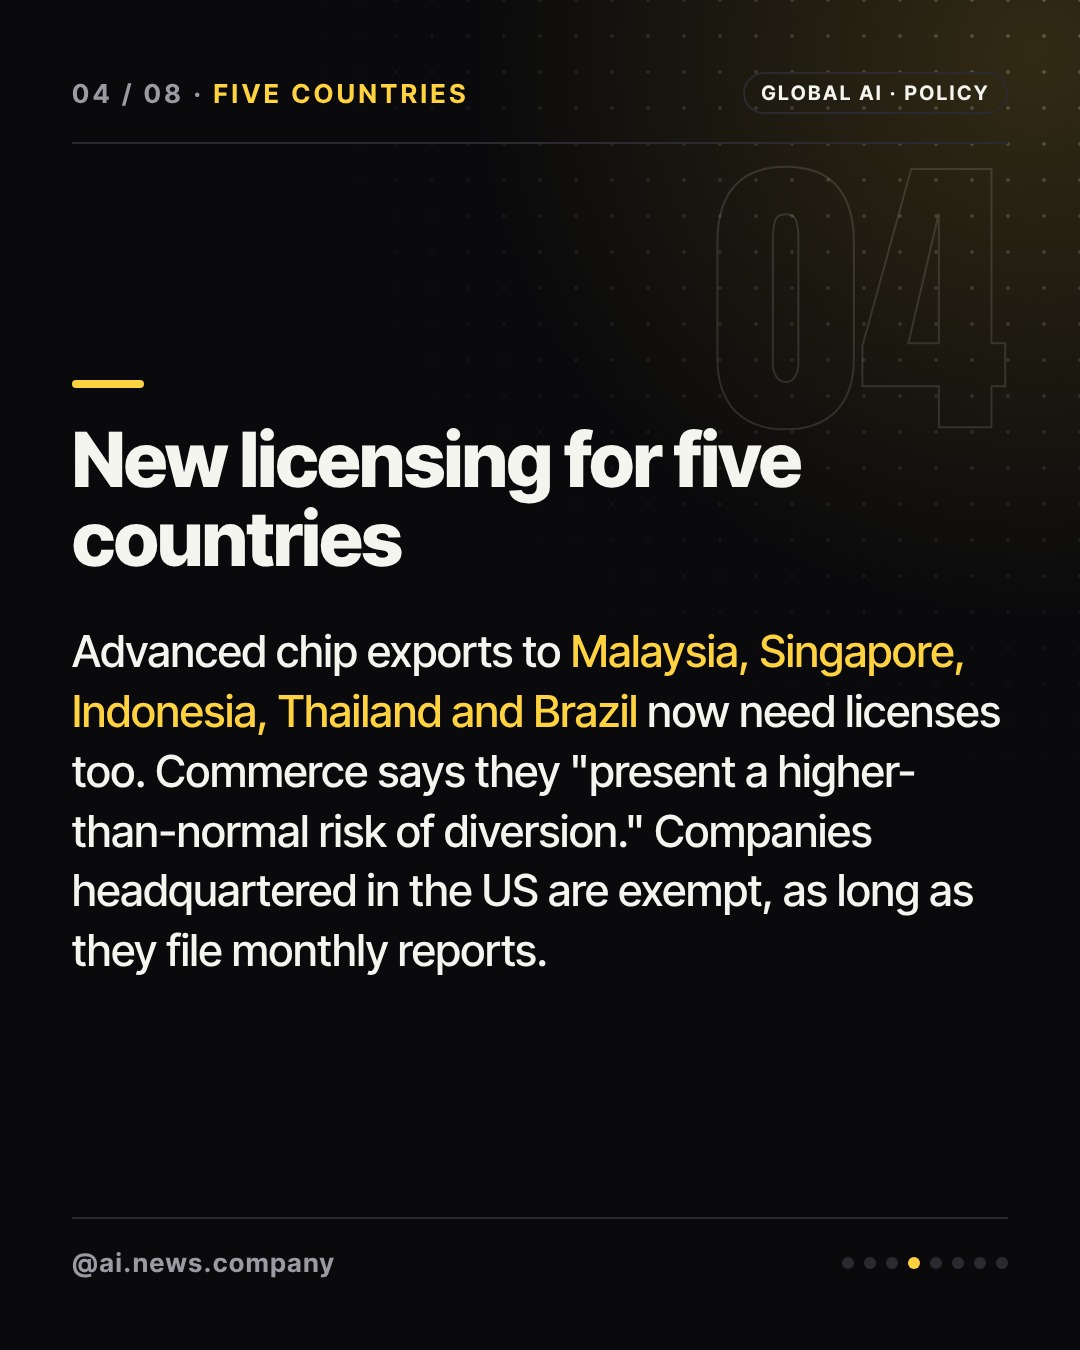 04 / 08 · FIVE COUNTRIES
GLOBAL AI · POLICY
04
New licensing for five
countries
Advanced chip exports to Malaysia, Singapore,
Indonesia, Thailand and Brazil now need licenses
too. Commerce says they "present a higher-
than-normal risk of diversion." Companies
headquartered in the US are exempt, as long as
they file monthly reports.
@ai.news.company